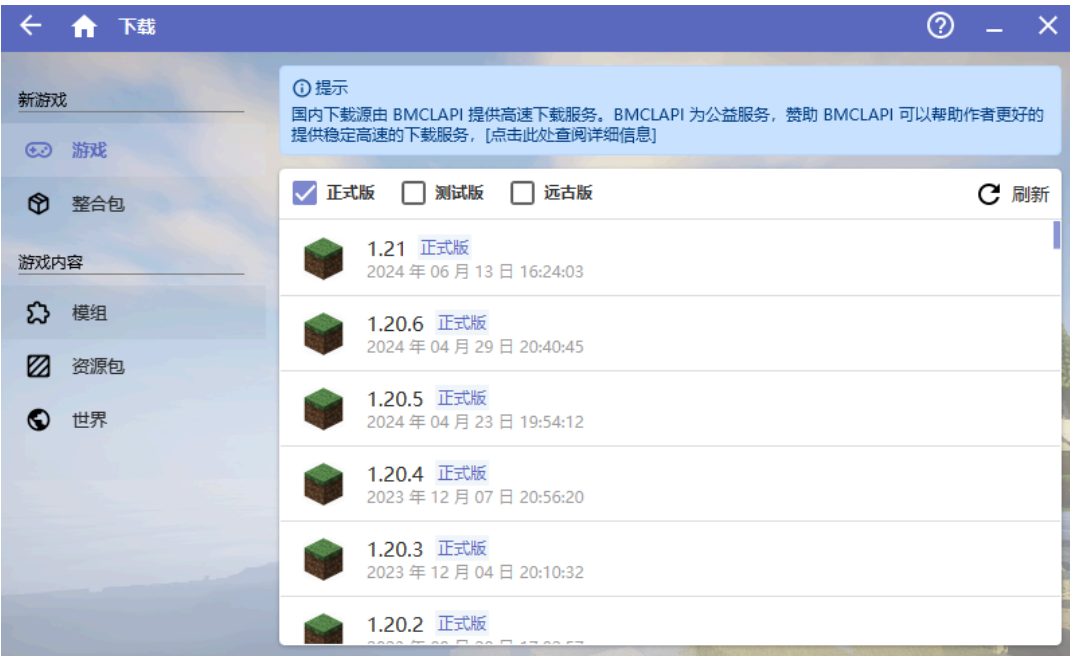 下载
新游戏
游戏
整合包
游戏内容
模组
资源包
世界
提示
国内下载源由 BMCLAPI 提供高速下载服务。BMCLAPI 为公益服务，赞助 BMCLAPI 可以帮助作者更好的
提供稳定高速的下载服务，[点击此处查阅详细信息]
正式版 测试版 远古版 刷新
1.21 正式版
2024 年 06 月 13 日 16:24:03
1.20.6 正式版
2024 年 04 月 29 日 20:40:45
1.20.5 正式版
2024 年 04 月 23 日 19:54:12
1.20.4 正式版
2023 年 12 月 07 日 20:56:20
1.20.3 正式版
2023 年 12 月 04 日 20:10:32
1.20.2 正式版